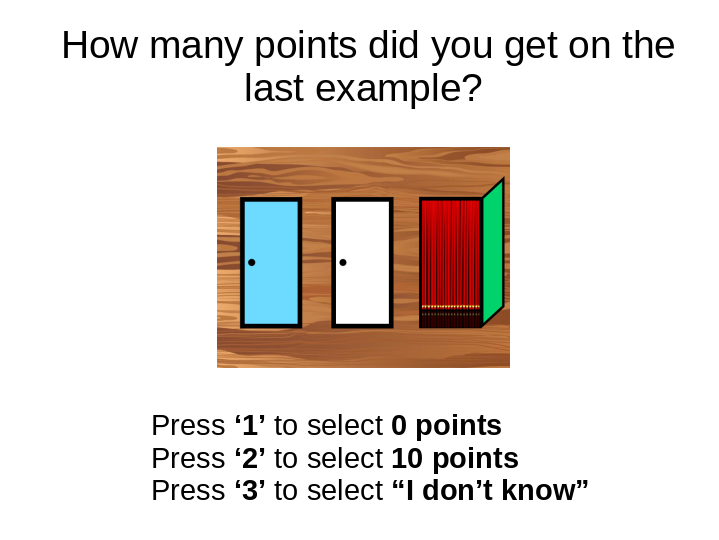 How many points did you get on the
last example?
Press ‘1’ to select 0 points
Press ‘2’ to select 10 points
Press ‘3’ to select “I don’t know”